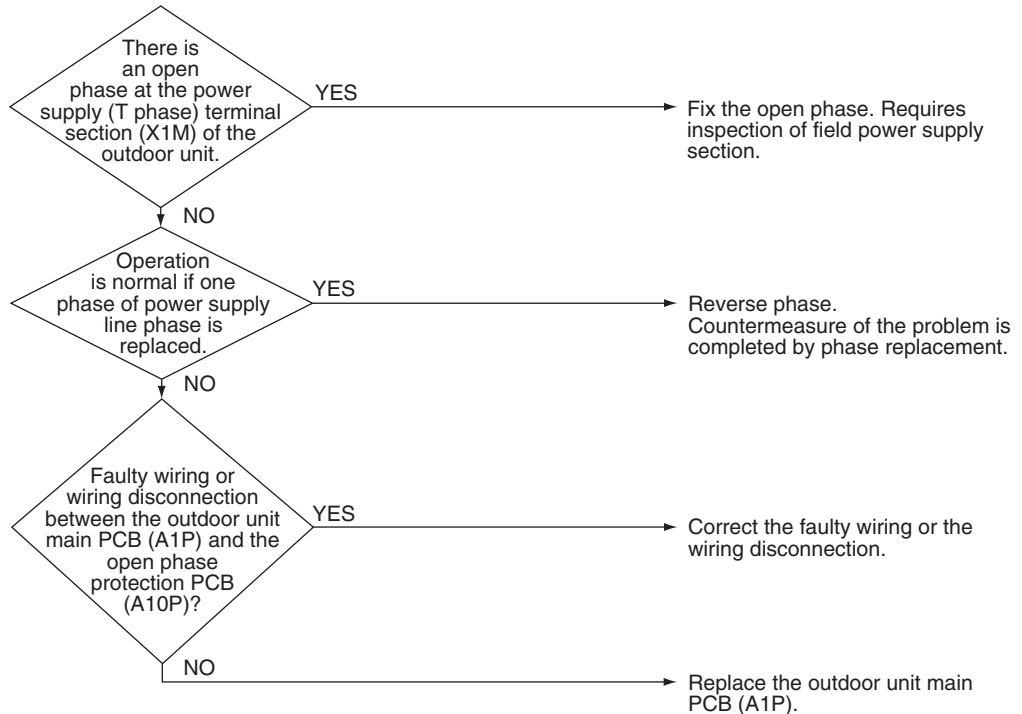 There is
an open
phase at the power
supply (T phase) terminal
section (X1M) of the
outdoor unit.
YES
Fix the open phase. Requires
inspection of field power supply
section.
NO
Operation
is normal if one
phase of power supply
line phase is
replaced.
YES
Reverse phase.
Countermeasure of the problem is
completed by phase replacement.
NO
Faulty wiring or
wiring disconnection
between the outdoor unit
main PCB (A1P) and the
open phase
protection PCB
(A10P)?
YES
Correct the faulty wiring or the
wiring disconnection.
NO
Replace the outdoor unit main
PCB (A1P).